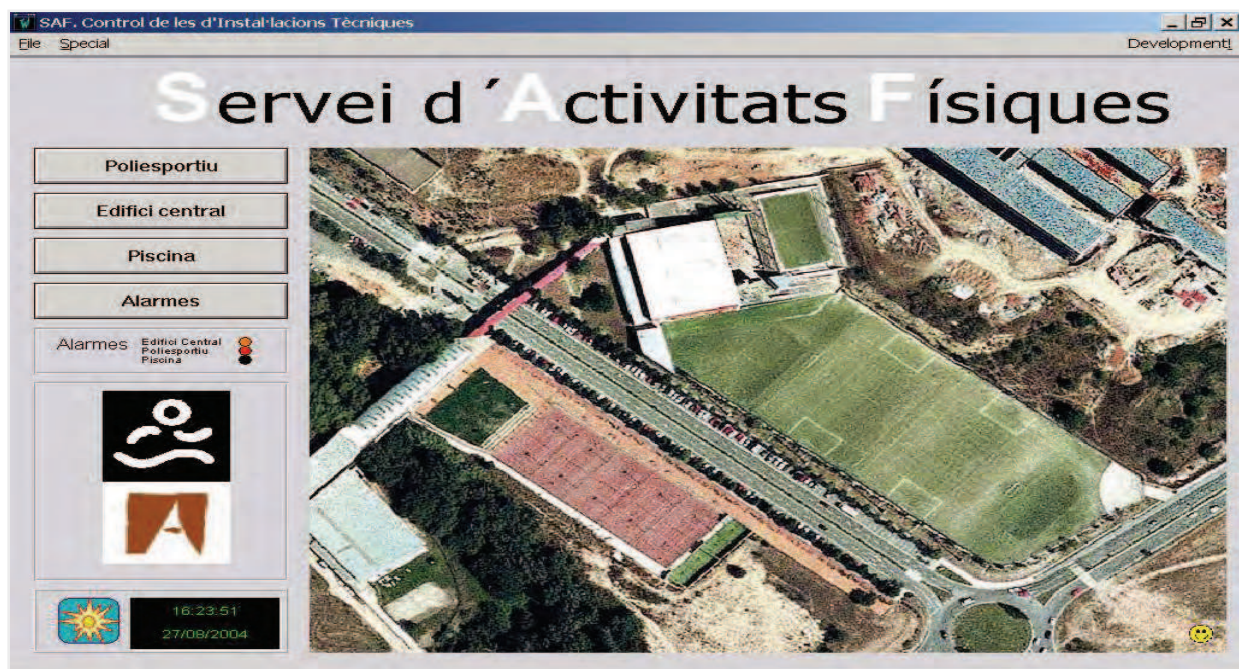 SAF. Control de les d'Instal·lacions Tècniques
File Special Development!
Servei d´Activitats Físiques
Poliesportiu
Edifici central
Piscina
Alarmes
Alarmes
Edifici Central
Poliesportiu
Piscina
16:23:51
27/08/2004